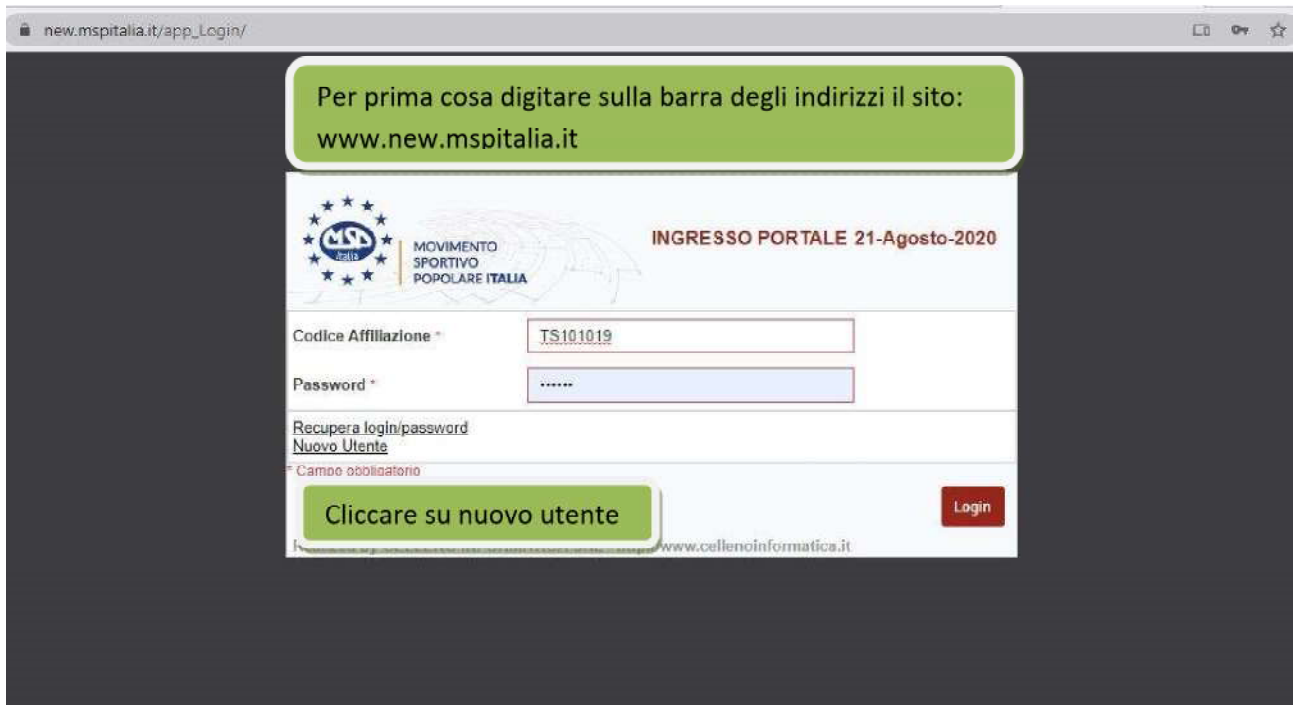 new.mspitalia.it/app_Login/
Per prima cosa digitare sulla barra degli indirizzi il sito:
www.new.mspitalia.it
MSP
Italia
MOVIMENTO
SPORTIVO
POPOLARE ITALIA
INGRESSO PORTALE 21-Agosto-2020
Codice Affiliazione *
TS101019
Password *
••••••
Recupera login/password
Nuovo Utente
* Campo obbligatorio
Cliccare su nuovo utente
Login
www.cellenoinformatica.it